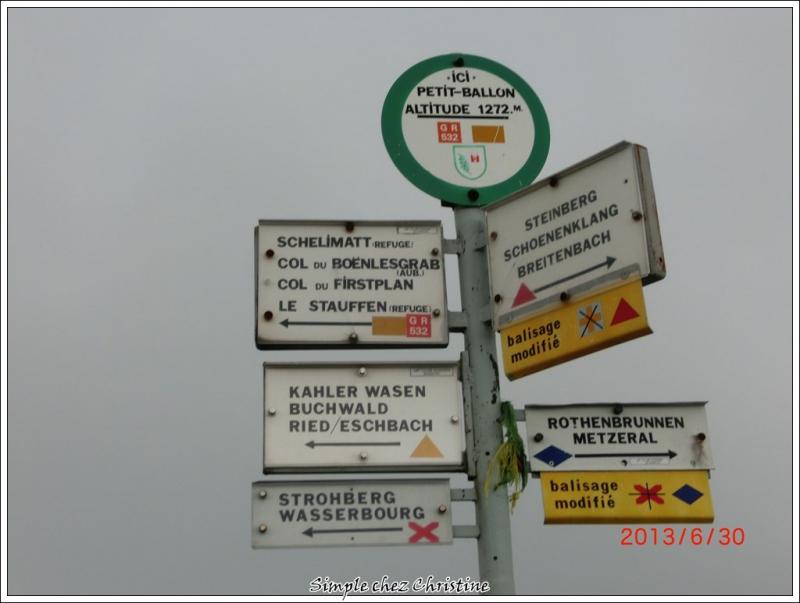 ·ICI·
PETIT-BALLON
ALTITUDE 1272.M.
GR
532
STEINBERG
SCHOENENKLANG
BREITENBACH
balisage
modifié
SCHELIMATT (REFUGE)
COL DU BOENLESGRAB
(AUB.)
COL DU FIRSTPLAN
LE STAUFFEN (REFUGE)
GR
532
KAHLER WASEN
BUCHWALD
RIED/ESCHBACH
ROTHENBRUNNEN
METZERAL
balisage
modifié
STROHBERG
WASSERBOURG
2013/6/30
Simple chez Christine